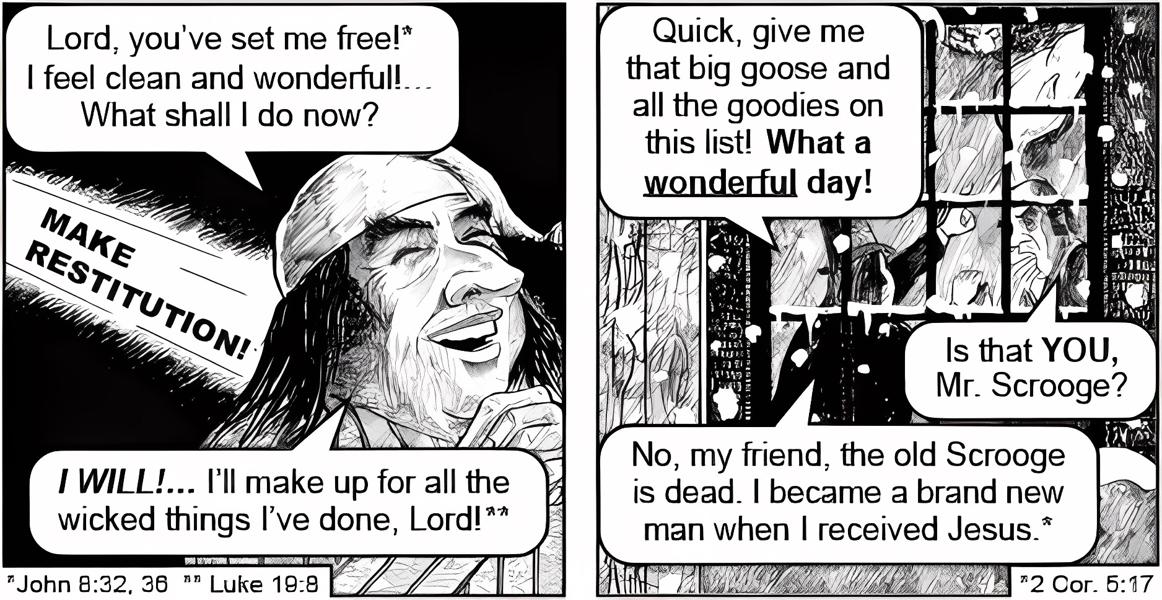 Lord, you've set me free!*
I feel clean and wonderful!...
What shall I do now?
MAKE
RESTITUTION!
I WILL!... I'll make up for all the
wicked things I've done, Lord!**
*John 8:32, 36 ** Luke 19:8
Quick, give me
that big goose and
all the goodies on
this list! What a
wonderful day!
Is that YOU,
Mr. Scrooge?
No, my friend, the old Scrooge
is dead. I became a brand new
man when I received Jesus.*
*2 Cor. 5:17